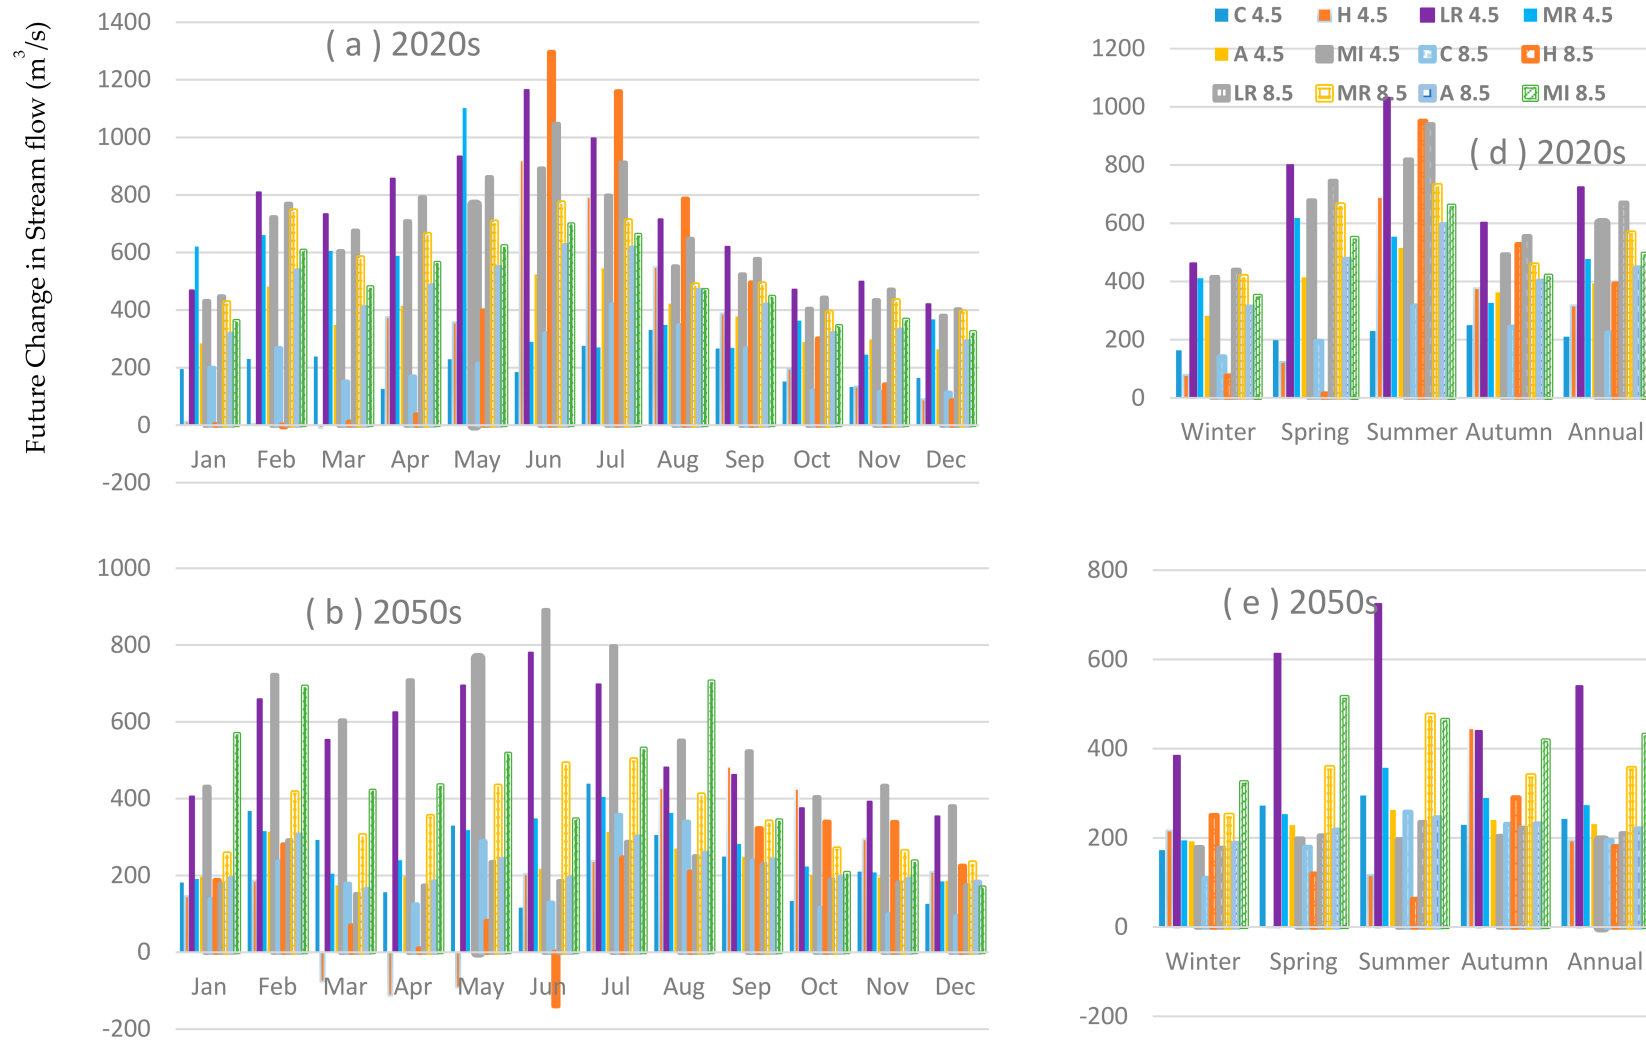 Future Change in Stream flow (m³/s)
1400
1200
1000
800
600
400
200
0
-200
( a ) 2020s
Jan Feb Mar Apr May Jun Jul Aug Sep Oct Nov Dec
C 4.5 H 4.5 LR 4.5 MR 4.5
A 4.5 MI 4.5 C 8.5 H 8.5
LR 8.5 MR 8.5 A 8.5 MI 8.5
1200
1000
800
600
400
200
0
( d ) 2020s
Winter Spring Summer Autumn Annual
1000
800
600
400
200
0
-200
( b ) 2050s
Jan Feb Mar Apr May Jun Jul Aug Sep Oct Nov Dec
800
600
400
200
0
-200
( e ) 2050s
Winter Spring Summer Autumn Annual